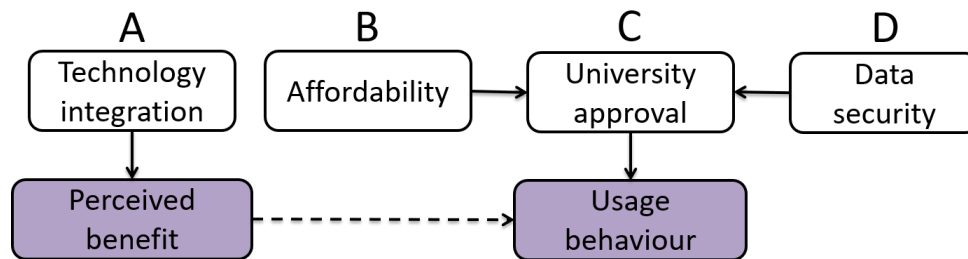 A
B
C
D
Technology
integration
Affordability
University
approval
Data
security
Perceived
benefit
Usage
behaviour